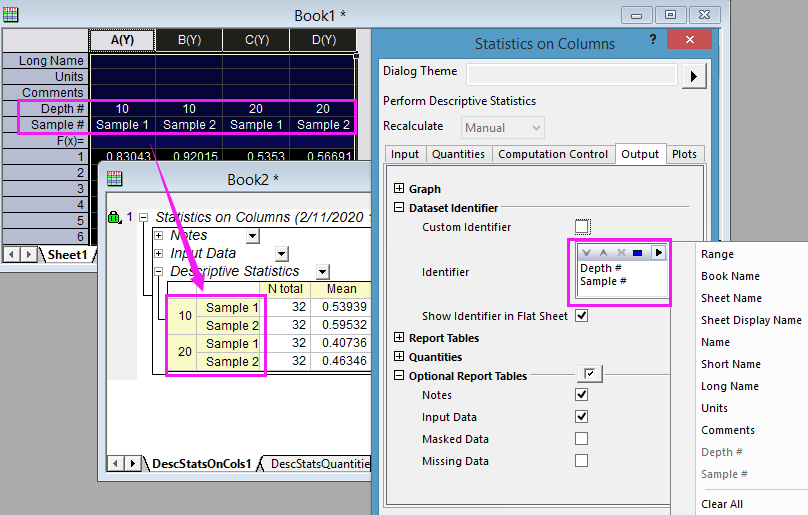 Book1 *
A(Y) B(Y) C(Y) D(Y)
Long Name
Units
Comments
Depth # 10 10 20 20
Sample # Sample 1 Sample 2 Sample 1 Sample 2
F(x)=
1 0.83043 0.92015 0.5353 0.56691
2
3
4
5
6
Sheet1
Book2 *
1 Statistics on Columns (2/11/2020 1
Notes
Input Data
Descriptive Statistics
N total Mean
10 Sample 1 32 0.53939
Sample 2 32 0.59532
20 Sample 1 32 0.40736
Sample 2 32 0.46346
DescStatsOnCols1 DescStatsQuantitie
Statistics on Columns
? ×
Dialog Theme
Perform Descriptive Statistics
Recalculate Manual
Input Quantities Computation Control Output Plots
Graph
Dataset Identifier
Custom Identifier
Identifier
Depth #
Sample #
Show Identifier in Flat Sheet
Report Tables
Quantities
Optional Report Tables
Notes
Input Data
Masked Data
Missing Data
Range
Book Name
Sheet Name
Sheet Display Name
Name
Short Name
Long Name
Units
Comments
Depth #
Sample #
Clear All